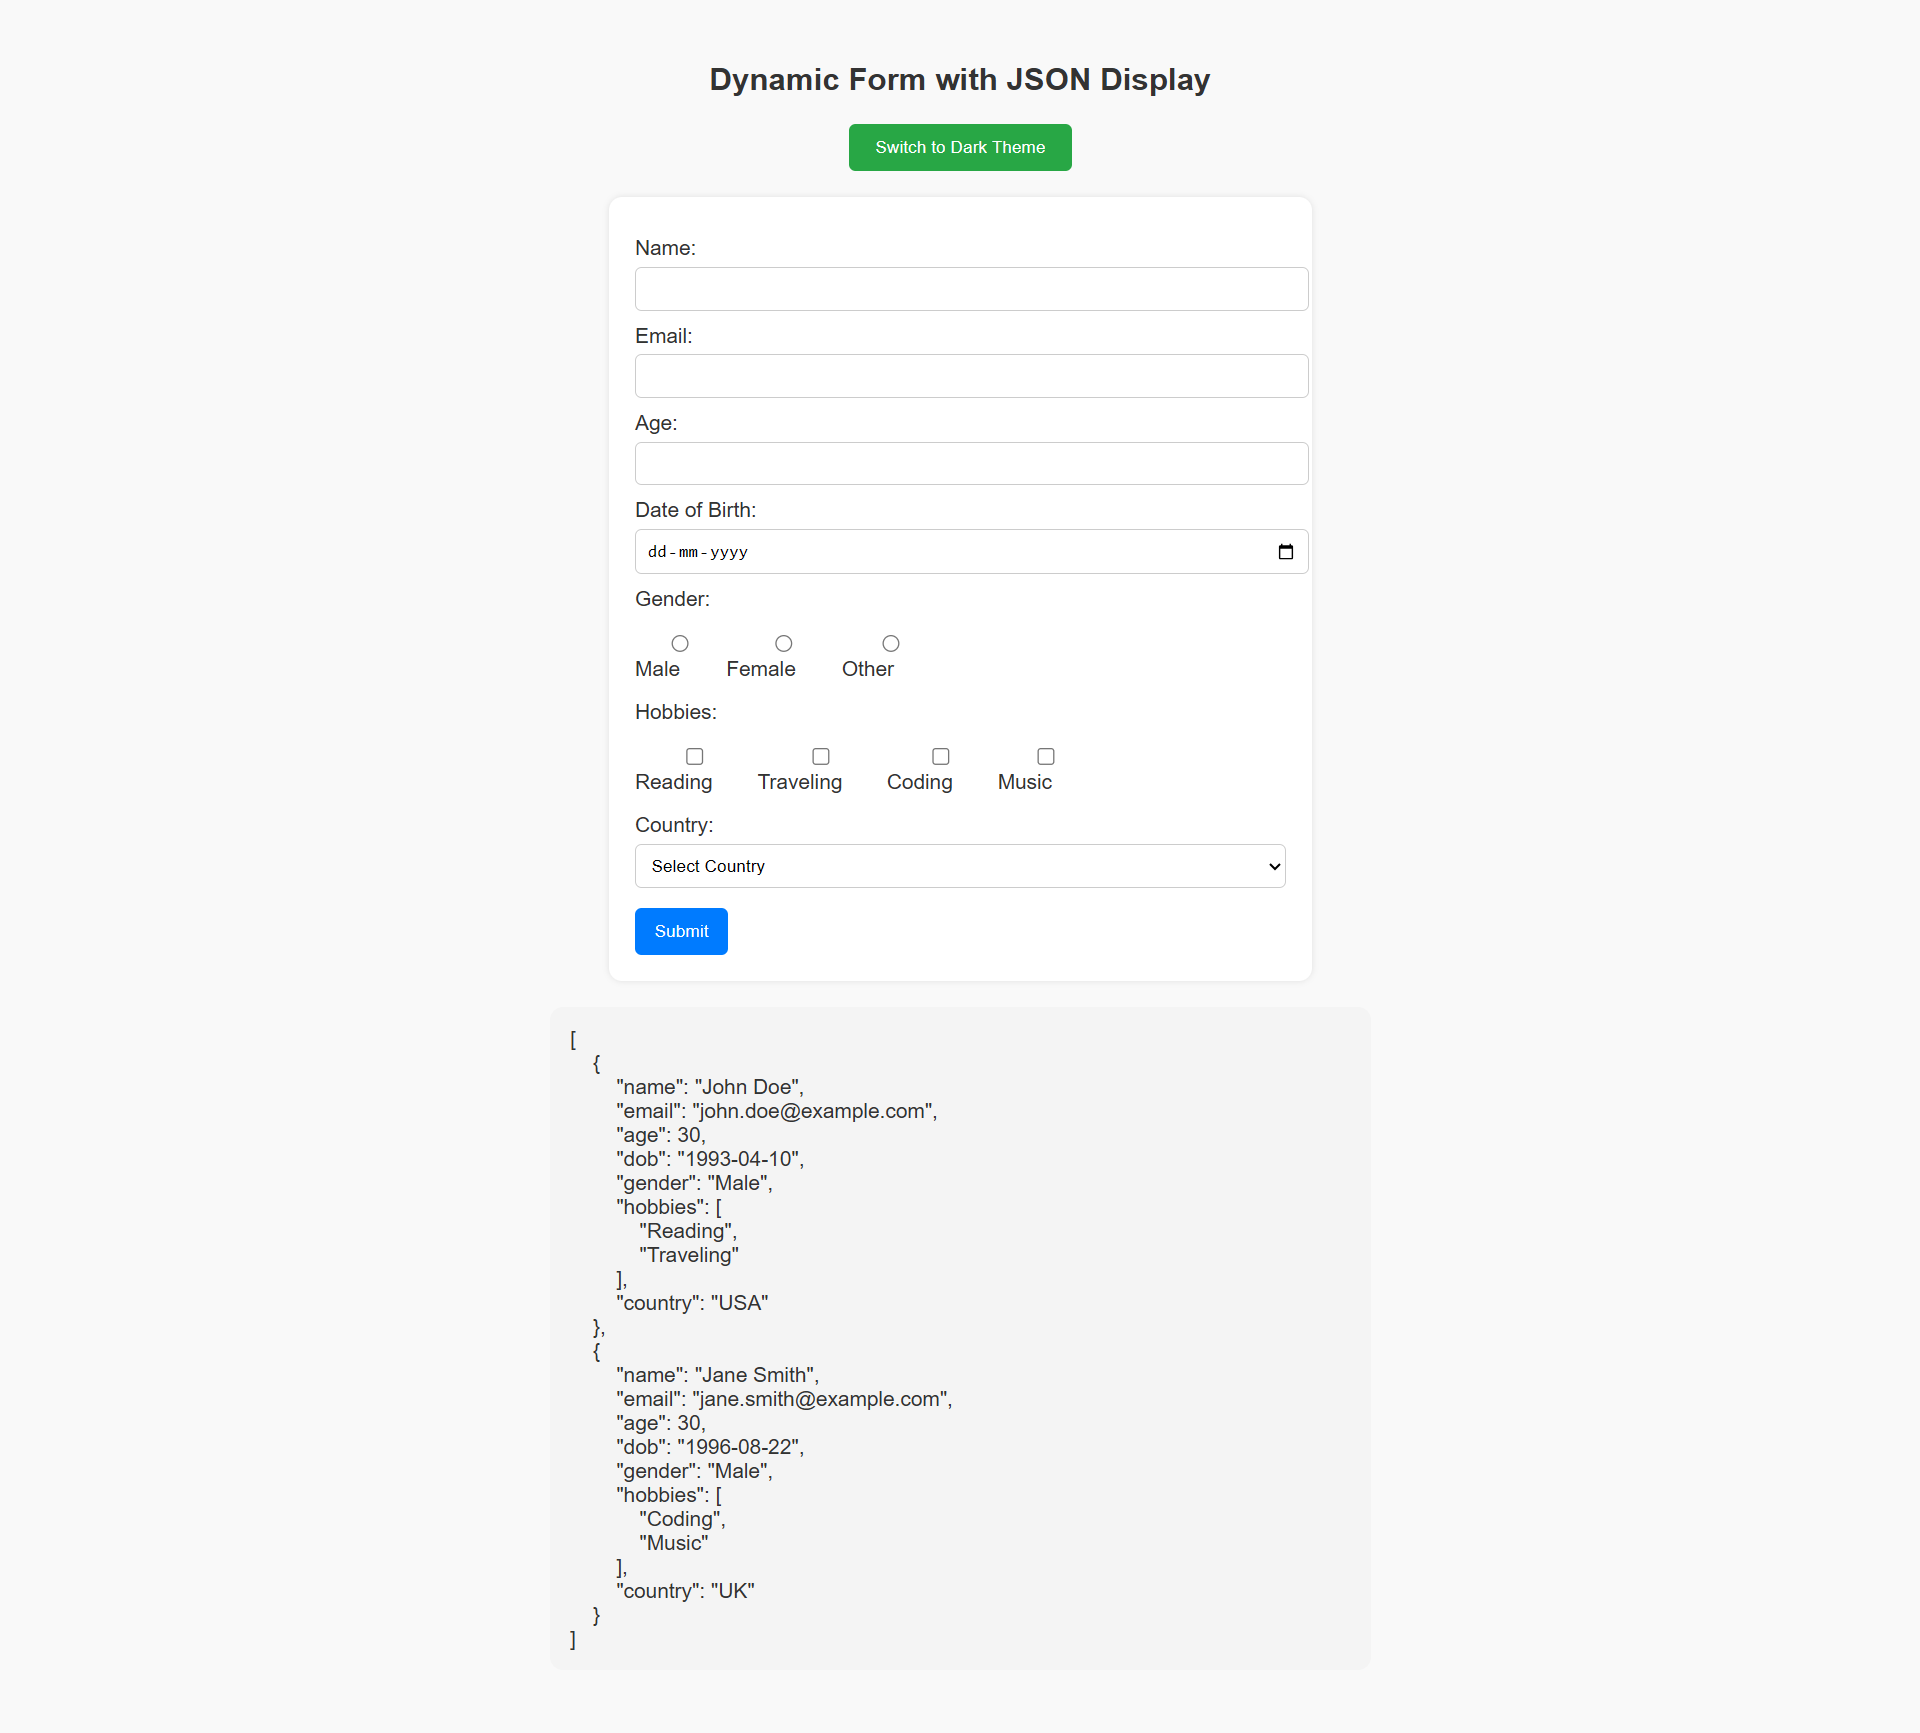 Dynamic Form with JSON Display
Switch to Dark Theme
Name:
Email:
Age:
Date of Birth:
dd-mm-yyyy
Gender:
Male Female Other
Hobbies:
Reading Traveling Coding Music
Country:
Select Country
Submit
[
    {
        "name": "John Doe",
        "email": "john.doe@example.com",
        "age": 30,
        "dob": "1993-04-10",
        "gender": "Male",
        "hobbies": [
            "Reading",
            "Traveling"
        ],
        "country": "USA"
    },
    {
        "name": "Jane Smith",
        "email": "jane.smith@example.com",
        "age": 30,
        "dob": "1996-08-22",
        "gender": "Male",
        "hobbies": [
            "Coding",
            "Music"
        ],
        "country": "UK"
    }
]